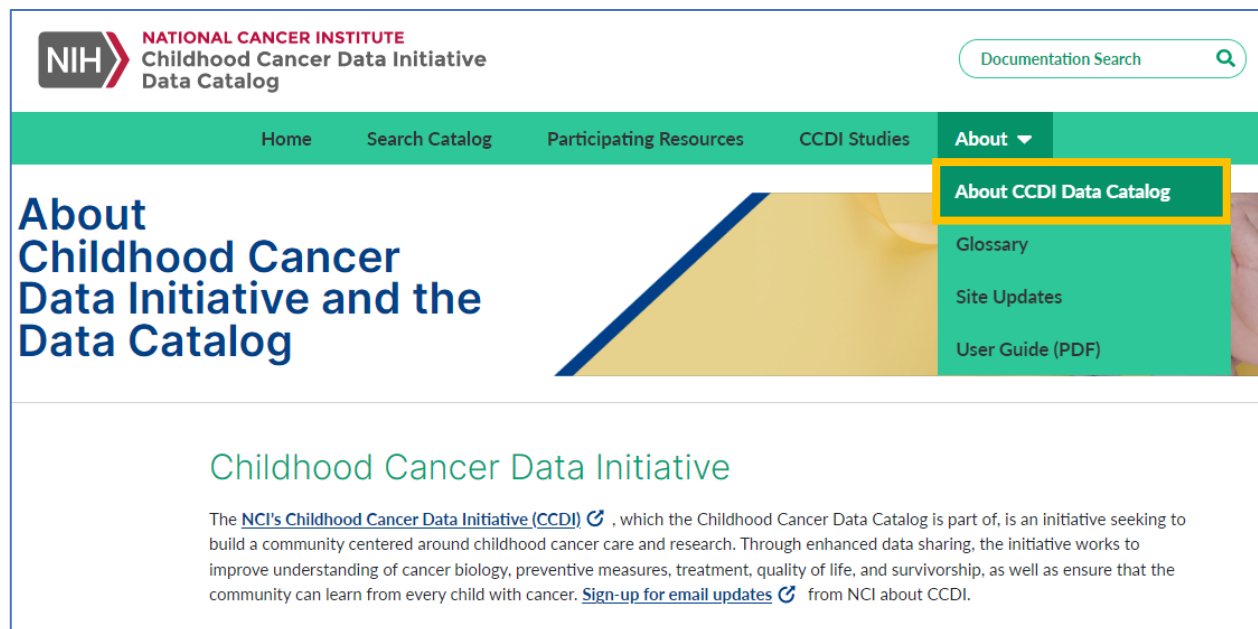 NIH
NATIONAL CANCER INSTITUTE
Childhood Cancer Data Initiative
Data Catalog
Documentation Search
Home
Search Catalog
Participating Resources
CCDI Studies
About
About CCDI Data Catalog
Glossary
Site Updates
User Guide (PDF)
About
Childhood Cancer
Data Initiative and the
Data Catalog
Childhood Cancer Data Initiative
The NCI's Childhood Cancer Data Initiative (CCDI) , which the Childhood Cancer Data Catalog is part of, is an initiative seeking to
build a community centered around childhood cancer care and research. Through enhanced data sharing, the initiative works to
improve understanding of cancer biology, preventive measures, treatment, quality of life, and survivorship, as well as ensure that the
community can learn from every child with cancer. Sign-up for email updates from NCI about CCDI.